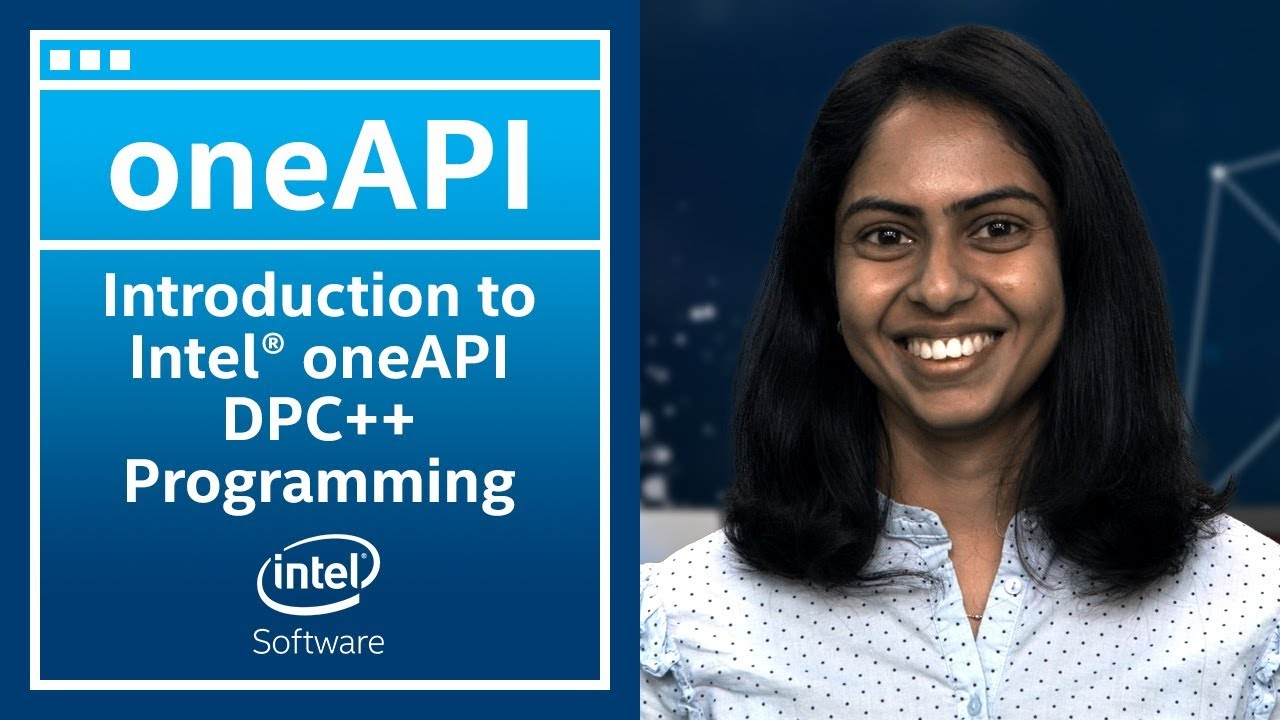 oneAPI
Introduction to
Intel® oneAPI
DPC++
Programming
intel®
Software